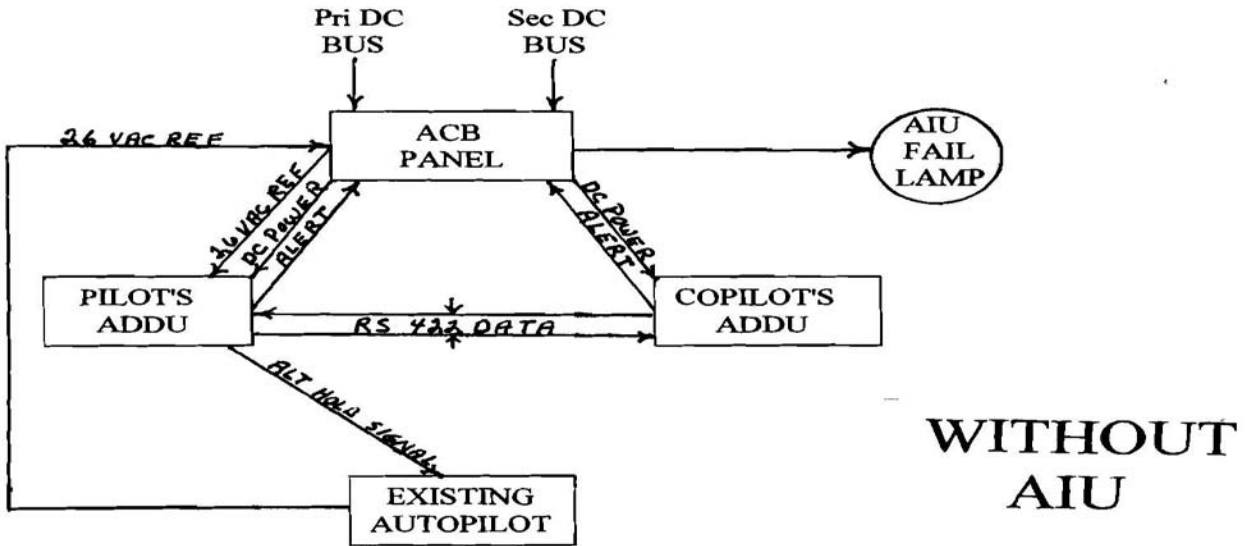 Pri DC
BUS
Sec DC
BUS
26 VAC REF
ACB
PANEL
AIU
FAIL
LAMP
26 VAC REF
DC POWER
ALERT
DC POWER
ALERT
PILOT'S
ADDU
COPILOT'S
ADDU
RS 422 DATA
ALT HOLD SIGNAL
WITHOUT
AIU
EXISTING
AUTOPILOT